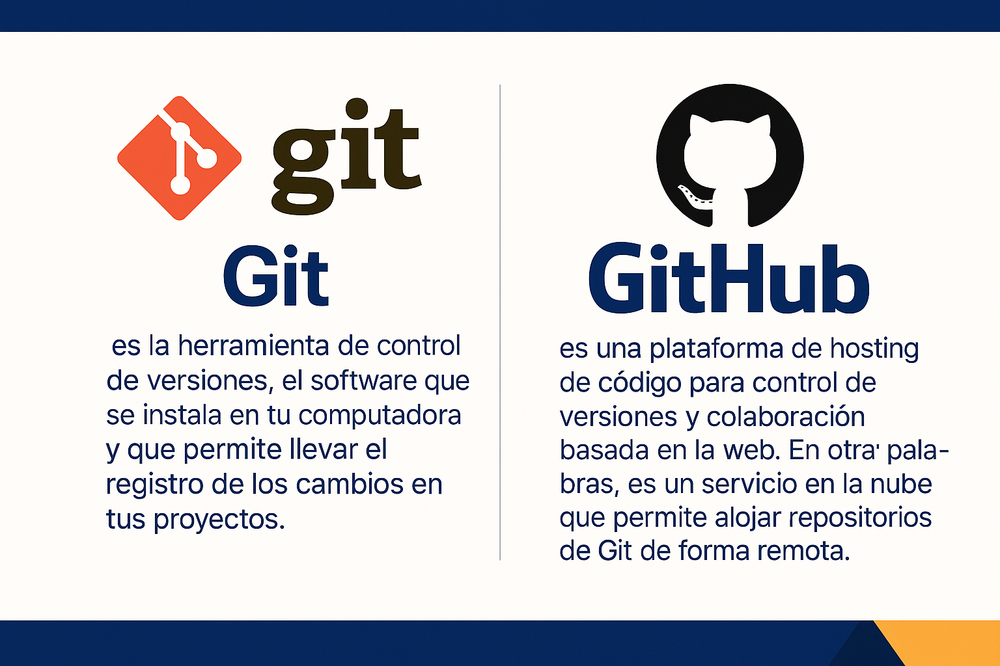 git
Git
es la herramienta de control
de versiones, el software que
se instala en tu computadora
y que permite llevar el
registro de los cambios en
tus proyectos.
GitHub
es una plataforma de hosting
de código para control de
versiones y colaboración
basada en la web. En otra' pala-
bras, es un servicio en la nube
que permite alojar repositorios
de Git de forma remota.